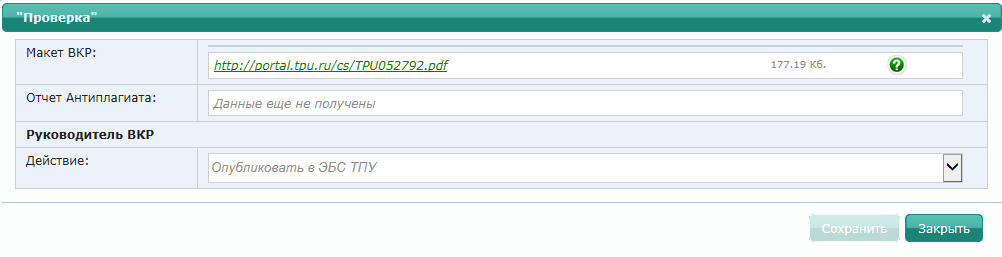 "Проверка"
Макет ВКР:
http://portal.tpu.ru/cs/TPU052792.pdf 177.19 Кб. ?
Отчет Антиплагиата: Данные еще не получены
Руководитель ВКР
Действие: Опубликовать в ЭБС ТПУ
Сохранить Закрыть